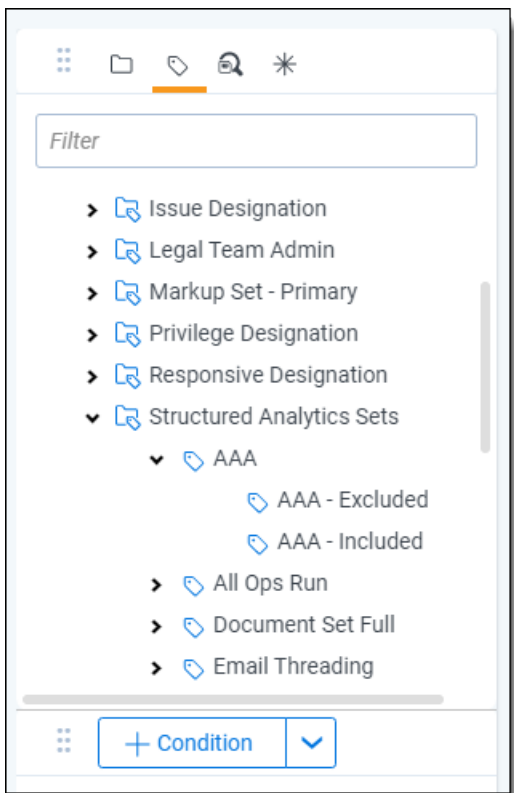 Filter
Issue Designation
Legal Team Admin
Markup Set - Primary
Privilege Designation
Responsive Designation
Structured Analytics Sets
AAA
AAA - Excluded
AAA - Included
All Ops Run
Document Set Full
Email Threading
Condition